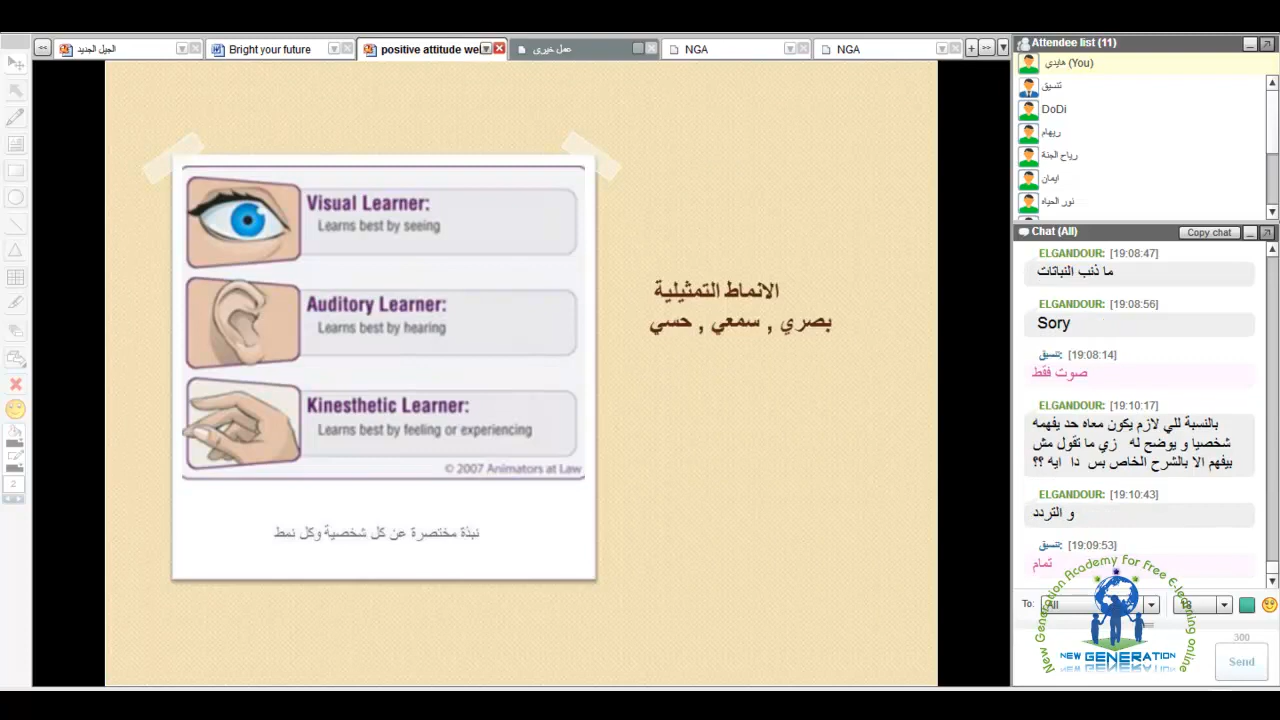 <<
الجيل الجديد
Bright your future
positive attitude we
عمل خيرى
NGA
NGA
+
>>
Visual Learner:
Learns best by seeing
Auditory Learner:
Learns best by hearing
Kinesthetic Learner:
Learns best by feeling or experiencing
© 2007 Animators at Law
نبذة مختصرة عن كل شخصية وكل نمط
الانماط التمثيلية
بصري , سمعي , حسي
2
Attendee list (11)
هايدي (You)
تنسيق
DoDi
ريهام
رياح الجنة
ايمان
نور الحياه
Chat (All)
Copy chat
ELGANDOUR: [19:08:47]
ما ذنب النباتات
ELGANDOUR: [19:08:56]
Sory
تنسيق: [19:08:14]
صوت فقط
ELGANDOUR: [19:10:17]
بالنسبة للي لازم يكون معاه حد يفهمه
شخصيا و يوضح له زي ما تقول مش
بيفهم الا بالشرح الخاص بس دا ايه ؟؟
ELGANDOUR: [19:10:43]
و التردد
تنسيق: [19:09:53]
تمام
To:
All
300
Send
New Generation Academy For Free E-learning online
NEW GENERATION